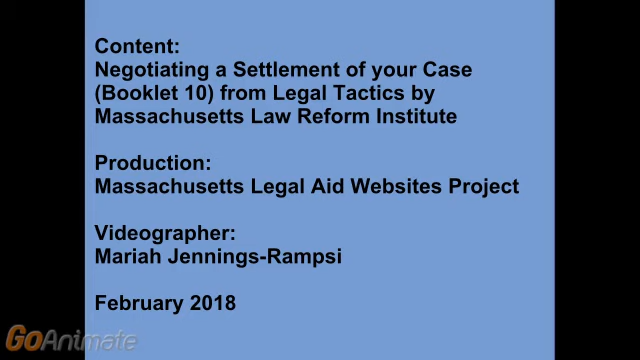 Content:
Negotiating a Settlement of your Case
(Booklet 10) from Legal Tactics by
Massachusetts Law Reform Institute
Production:
Massachusetts Legal Aid Websites Project
Videographer:
Mariah Jennings-Rampsi
February 2018
GoAnimate